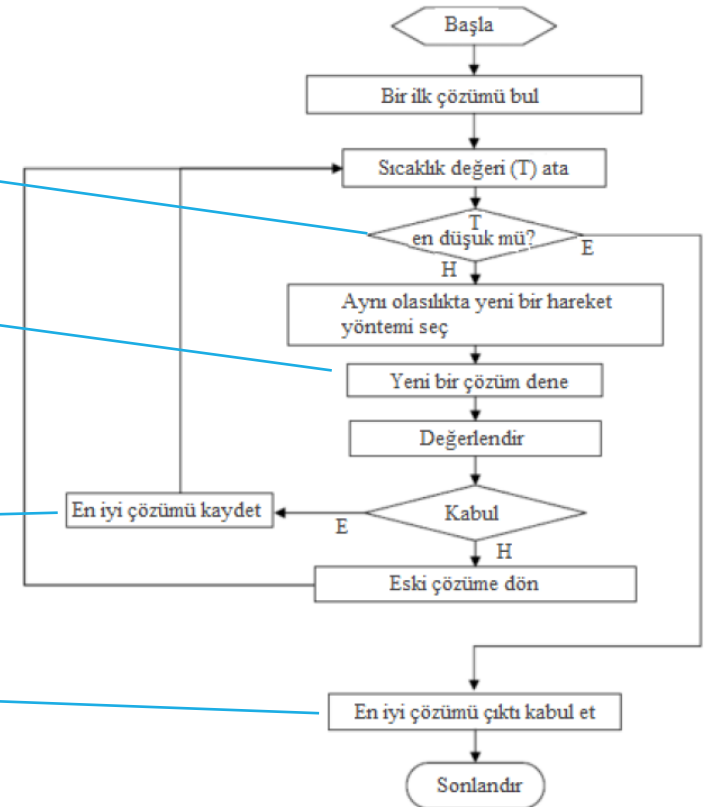 Başla
Bir ilk çözümü bul
Sıcaklık değeri (T) ata
T
en düşuk mü?
E
H
Aynı olasılıkta yeni bir hareket
yöntemi seç
Yeni bir çözüm dene
Değerlendir
Kabul
E
En iyi çözümü kaydet
H
Eski çözüme dön
En iyi çözümü çıktı kabul et
Sonlandır